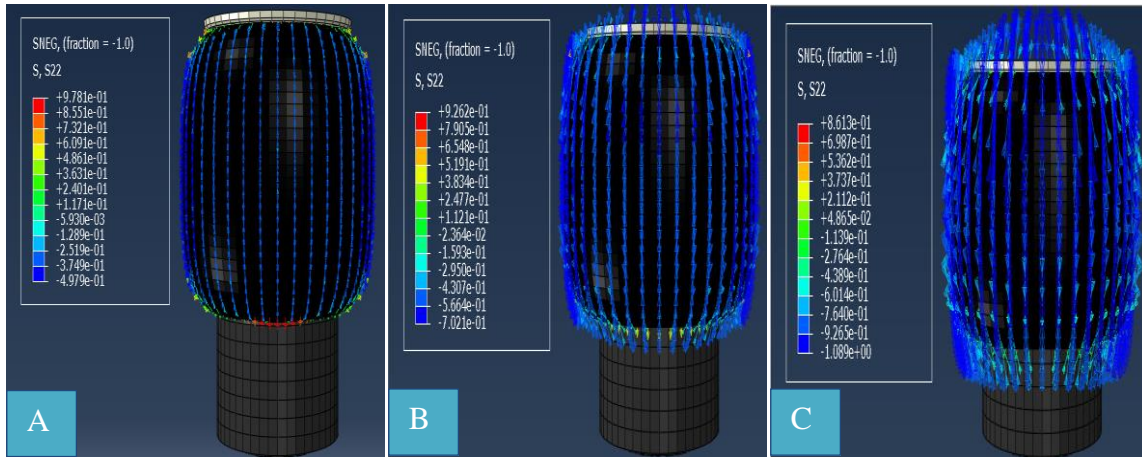 SNEG, (fraction = -1.0)
S, S22
+9.781e-01
+8.551e-01
+7.321e-01
+6.091e-01
+4.861e-01
+3.631e-01
+2.401e-01
+1.171e-01
-5.930e-03
-1.289e-01
-2.519e-01
-3.749e-01
-4.979e-01
A
SNEG, (fraction = -1.0)
S, S22
+9.262e-01
+7.905e-01
+6.548e-01
+5.191e-01
+3.834e-01
+2.477e-01
+1.121e-01
-2.364e-02
-1.593e-01
-2.950e-01
-4.307e-01
-5.664e-01
-7.021e-01
B
SNEG, (fraction = -1.0)
S, S22
+8.613e-01
+6.987e-01
+5.362e-01
+3.737e-01
+2.112e-01
+4.865e-02
-1.139e-01
-2.764e-01
-4.389e-01
-6.014e-01
-7.640e-01
-9.265e-01
-1.089e+00
C